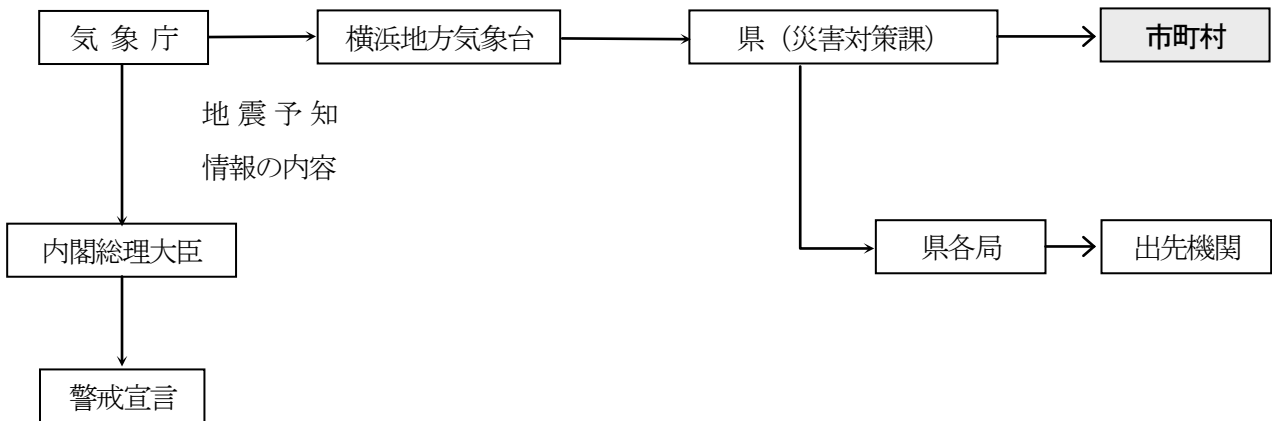 気象庁
横浜地方気象台
県（災害対策課）
市町村
地震予知
情報の内容
内閣総理大臣
県各局
出先機関
警戒宣言